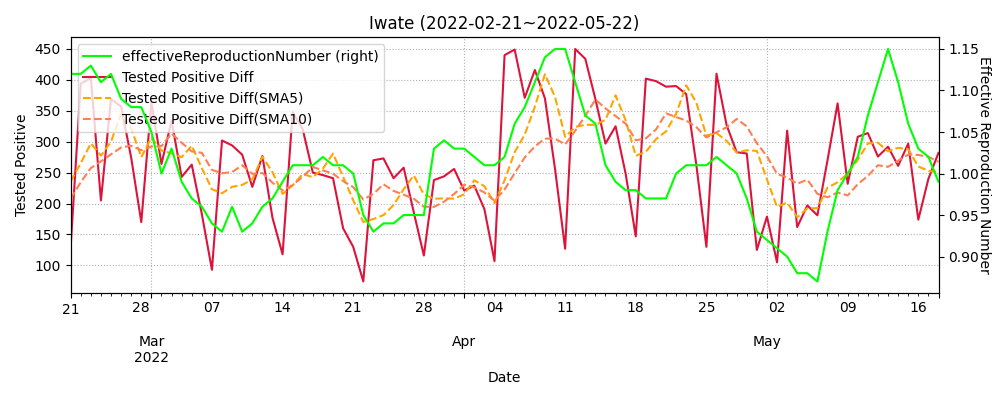 Iwate (2022-02-21~2022-05-22)
effectiveReproductionNumber (right)
Tested Positive Diff
Tested Positive Diff(SMA5)
Tested Positive Diff(SMA10)
Tested Positive
450
400
350
300
250
200
150
100
1.15
1.10
1.05
1.00
0.95
0.90
Effective Reproduction Number
21 28 07 14 21 28 04 11 18 25 02 09 16
Mar Apr May
2022
Date